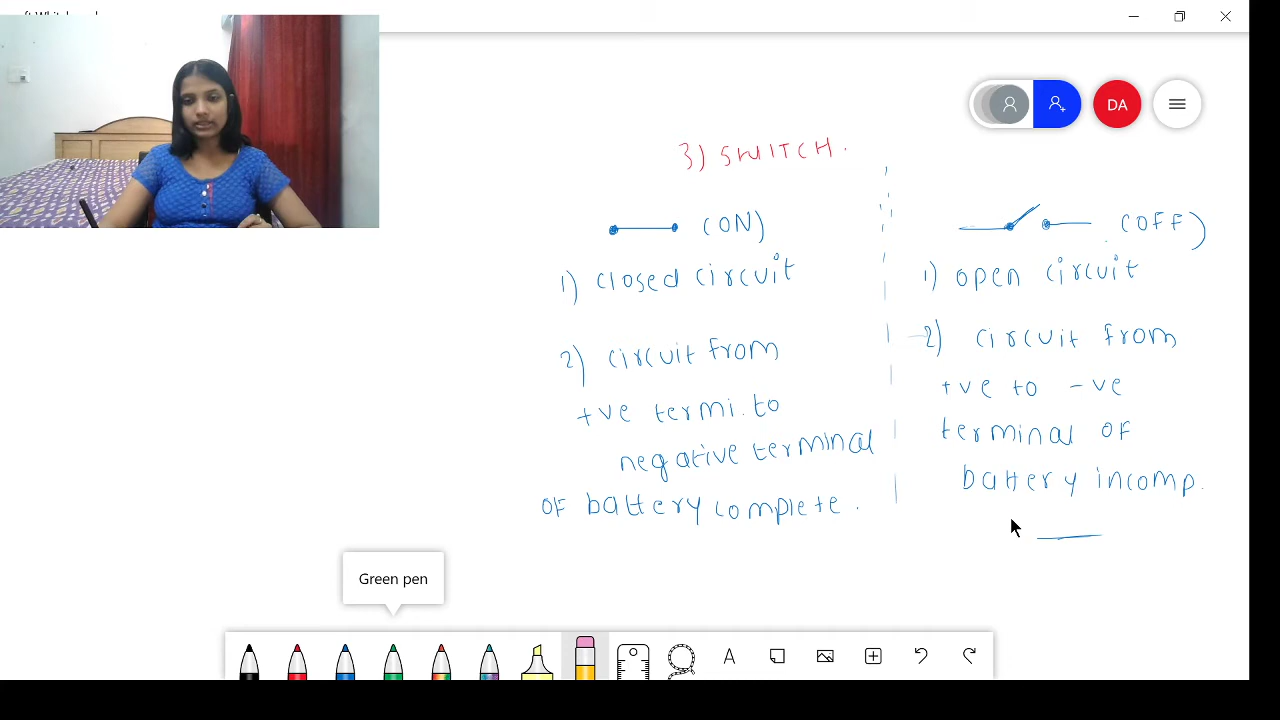 3) SWITCH.
(ON)
1) closed circuit
2) circuit from
+ve termi. to
negative terminal
OF battery complete.
(OFF)
1) open circuit
2) circuit from
+ve to -ve
terminal OF
battery incomp.
DA
Green pen
A